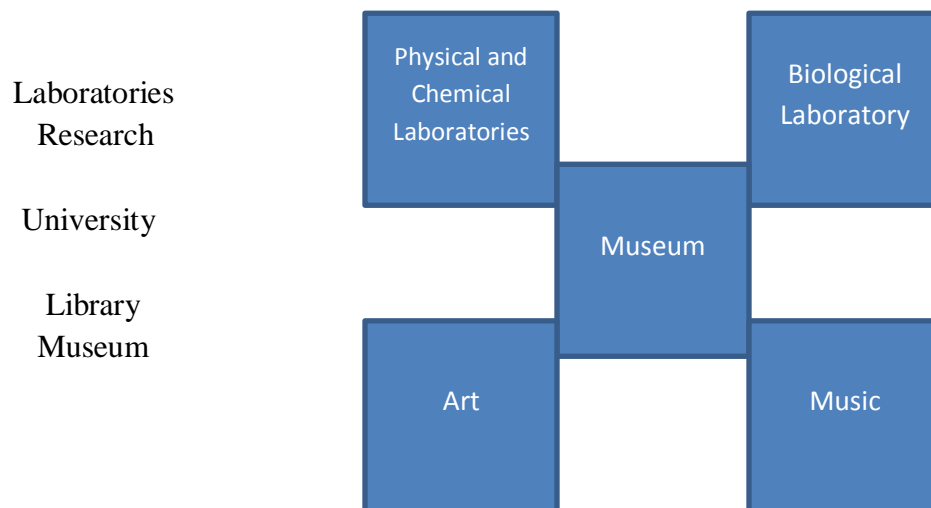 Laboratories
Research
University
Library
Museum
Physical and
Chemical
Laboratories
Biological
Laboratory
Museum
Art
Music